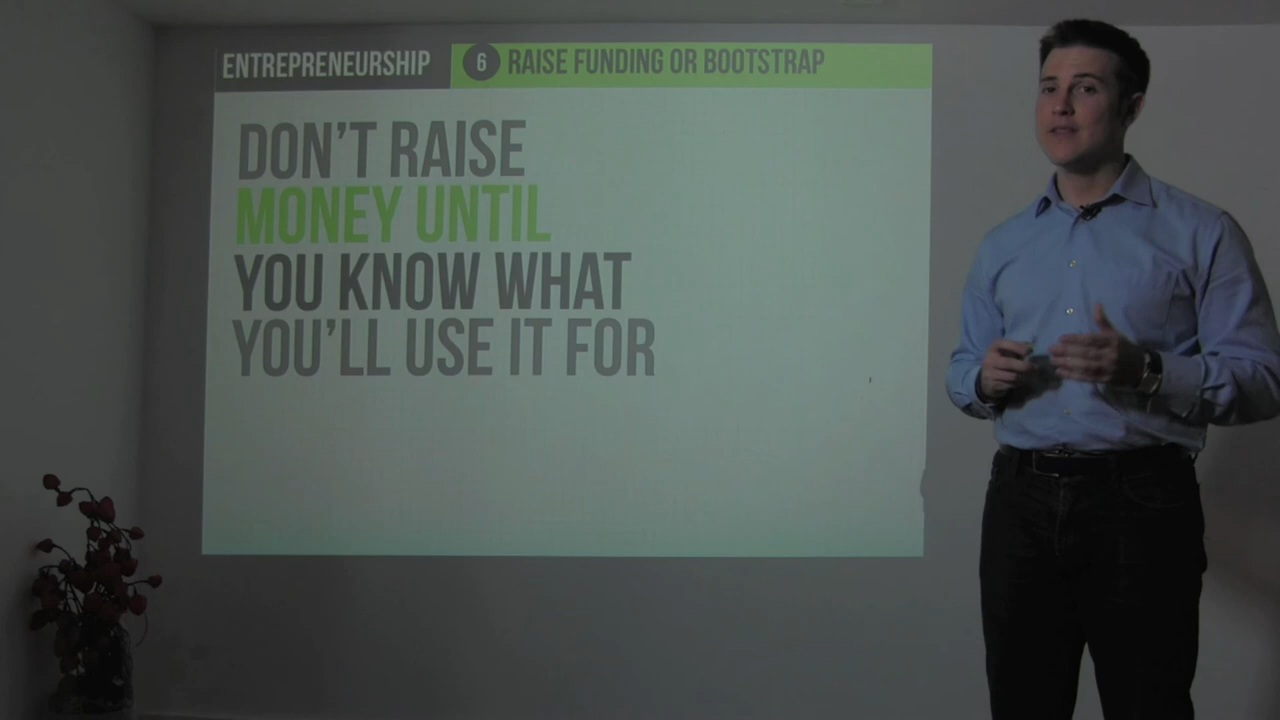 ENTREPRENEURSHIP
6 RAISE FUNDING OR BOOTSTRAP
DON'T RAISE
MONEY UNTIL
YOU KNOW WHAT
YOU'LL USE IT FOR